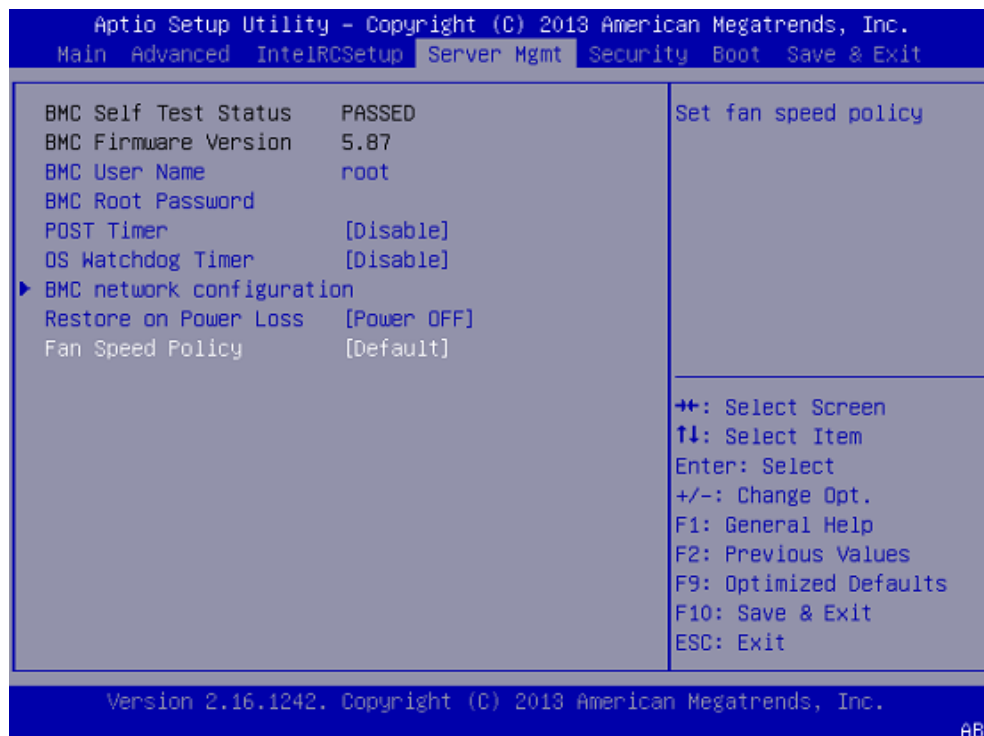 Aptio Setup Utility – Copyright (C) 2013 American Megatrends, Inc.
Main Advanced IntelRCSetup Server Mgmt Security Boot Save & Exit
BMC Self Test Status PASSED
BMC Firmware Version 5.87
BMC User Name root
BMC Root Password
POST Timer [Disable]
OS Watchdog Timer [Disable]
BMC network configuration
Restore on Power Loss [Power OFF]
Fan Speed Policy [Default]
Set fan speed policy
→←: Select Screen
↑↓: Select Item
Enter: Select
+/-: Change Opt.
F1: General Help
F2: Previous Values
F9: Optimized Defaults
F10: Save & Exit
ESC: Exit
Version 2.16.1242. Copyright (C) 2013 American Megatrends, Inc.
AB